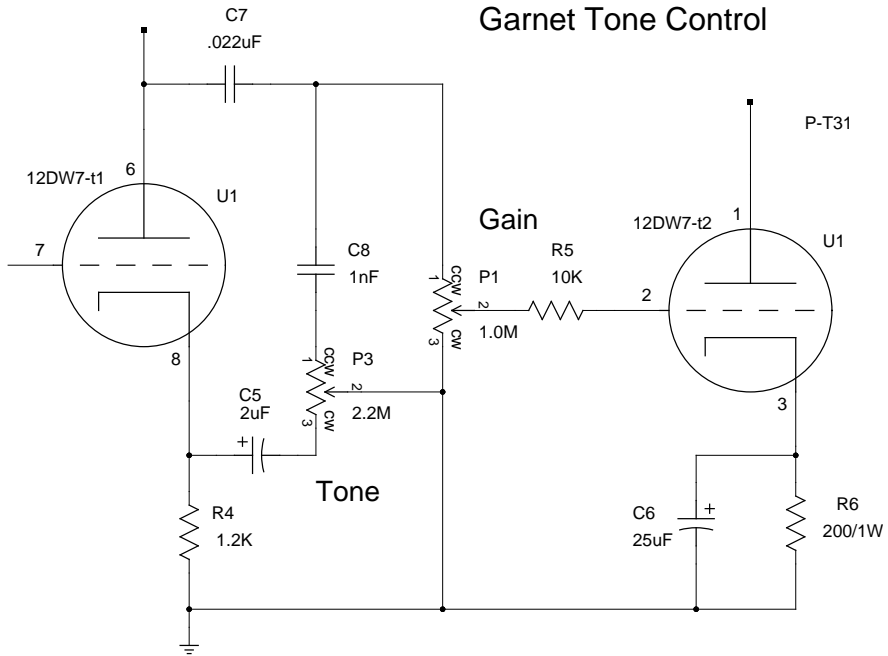 Garnet Tone Control
C7
.022uF
P-T31
6
12DW7-t1
U1
7
8
C8
1nF
Gain
1
CCW
P1
2
1.0M
3
CW
R5
10K
12DW7-t2
1
U1
2
3
1
CCW
P3
2
2.2M
3
CW
C5
2uF
+
Tone
R4
1.2K
C6
25uF
+
R6
200/1W